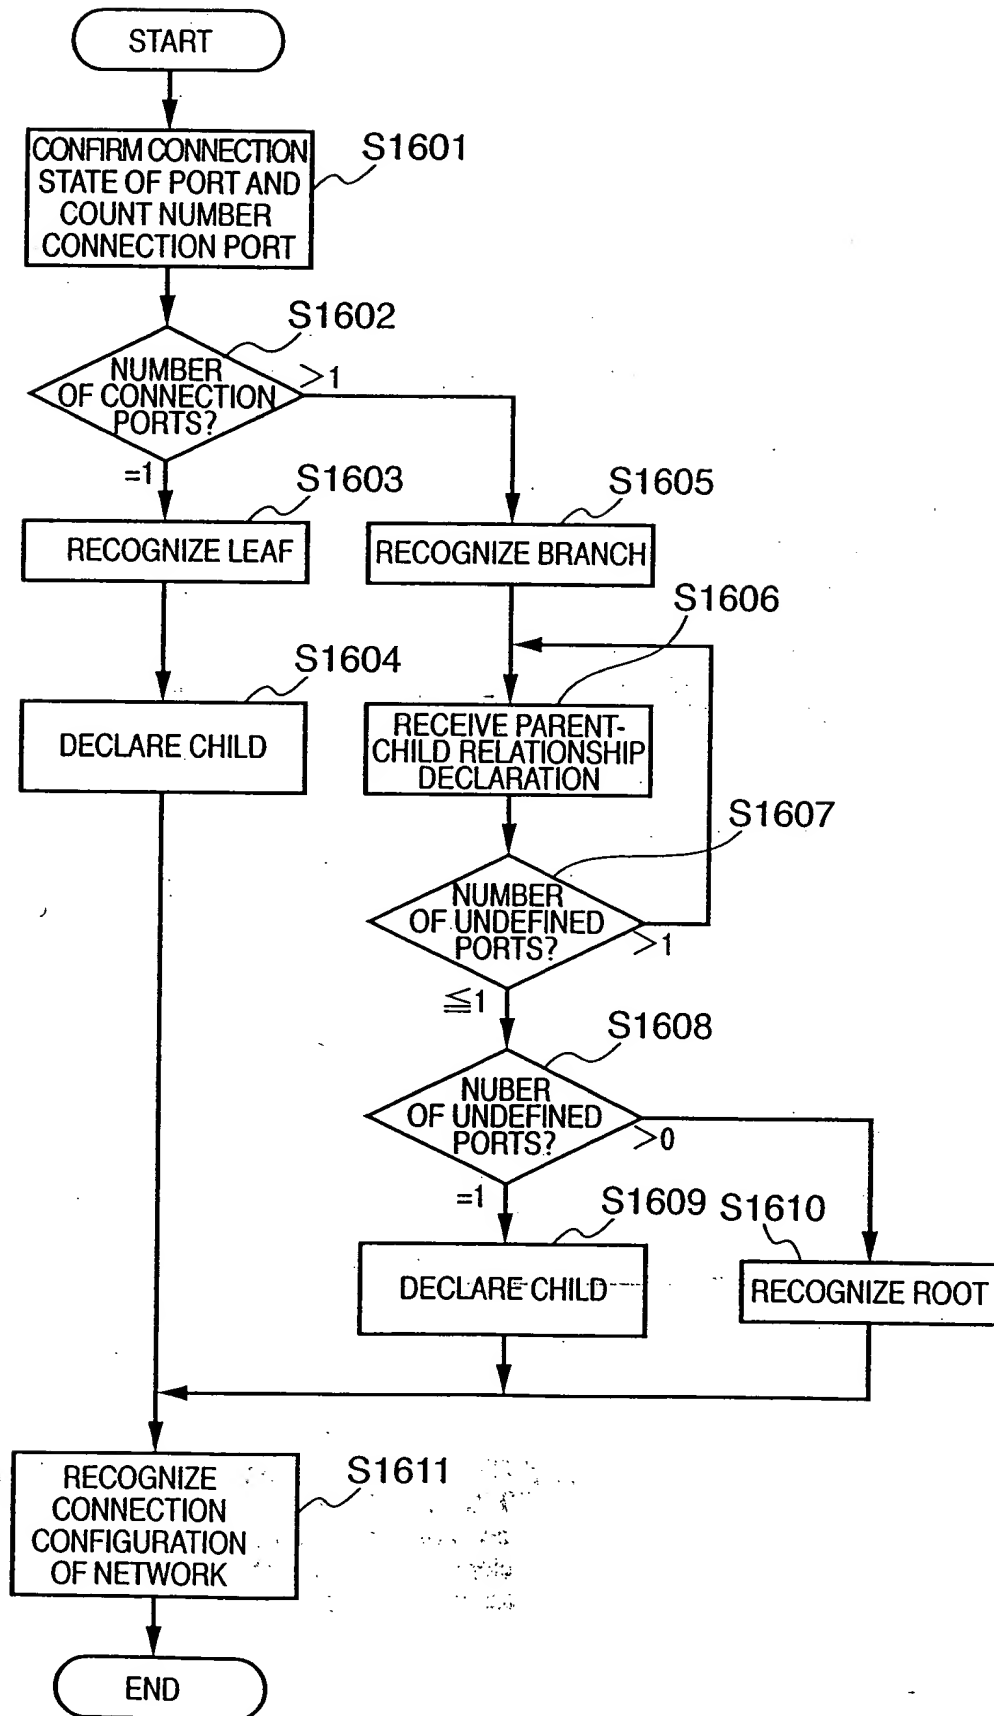 START
CONFIRM CONNECTION
STATE OF PORT AND
COUNT NUMBER
CONNECTION PORT
S1601
S1602
NUMBER
OF CONNECTION
PORTS?
>1
=1
S1603
RECOGNIZE LEAF
S1605
RECOGNIZE BRANCH
S1604
DECLARE CHILD
S1606
RECEIVE PARENT-
CHILD RELATIONSHIP
DECLARATION
S1607
NUMBER
OF UNDEFINED
PORTS?
>1
≦1
S1608
NUBER
OF UNDEFINED
PORTS?
>0
=1
S1609
DECLARE CHILD
S1610
RECOGNIZE ROOT
S1611
RECOGNIZE
CONNECTION
CONFIGURATION
OF NETWORK
END